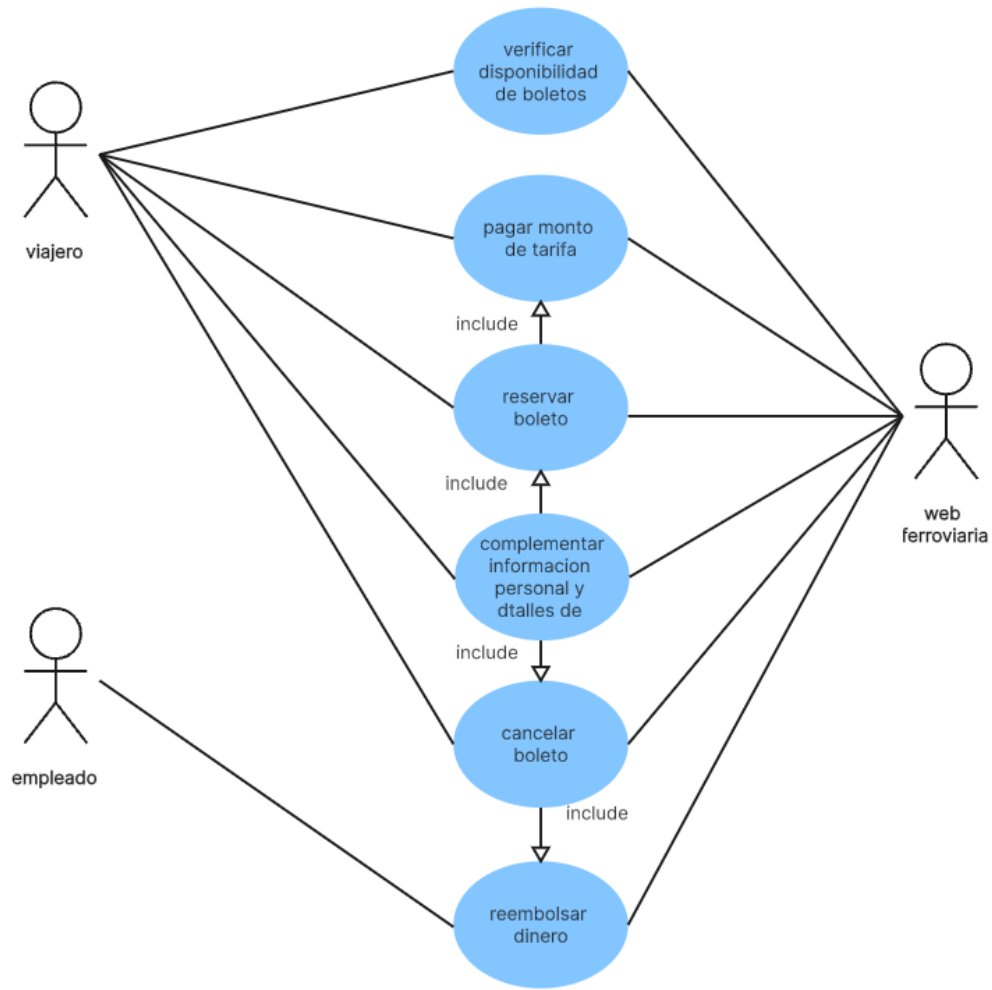 verificar
disponibilidad
de boletos
viajero
pagar monto
de tarifa
include
reservar
boleto
include
web
ferroviaria
complementar
informacion
personal y
dtalles de
include
cancelar
boleto
empleado
include
reembolsar
dinero